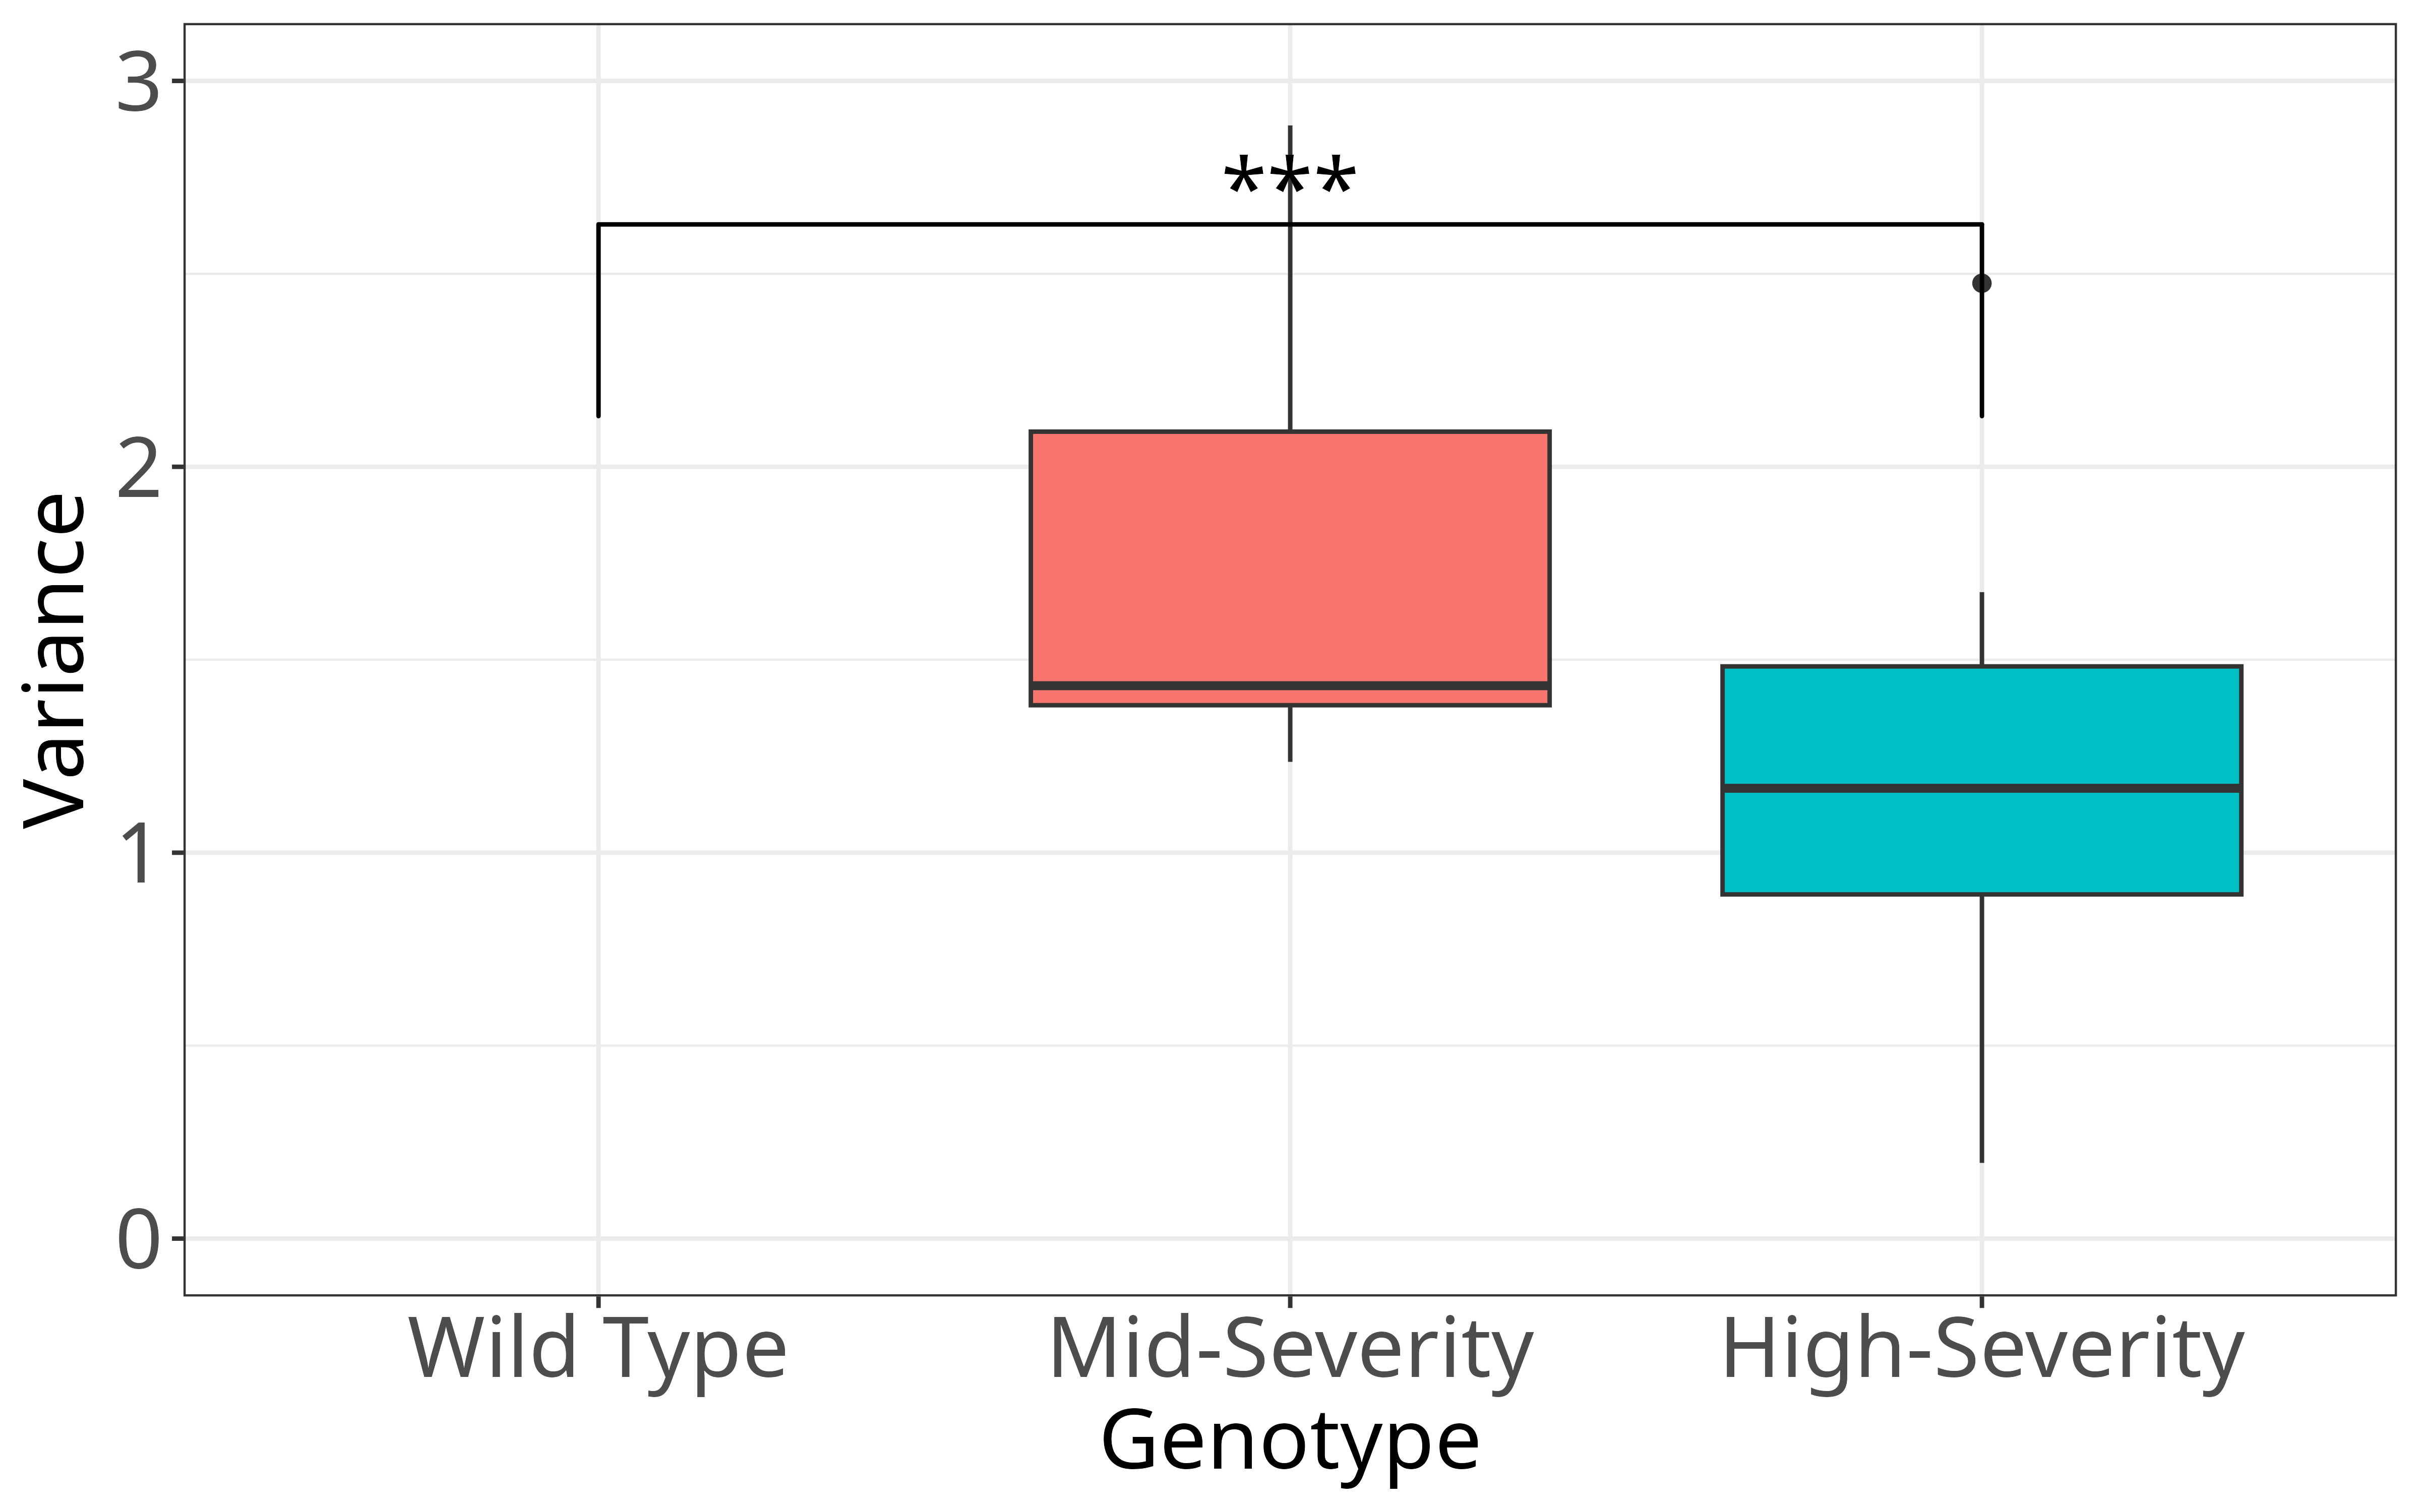 3
***
2
1
0
Variance
Wild Type
Mid-Severity
High-Severity
Genotype